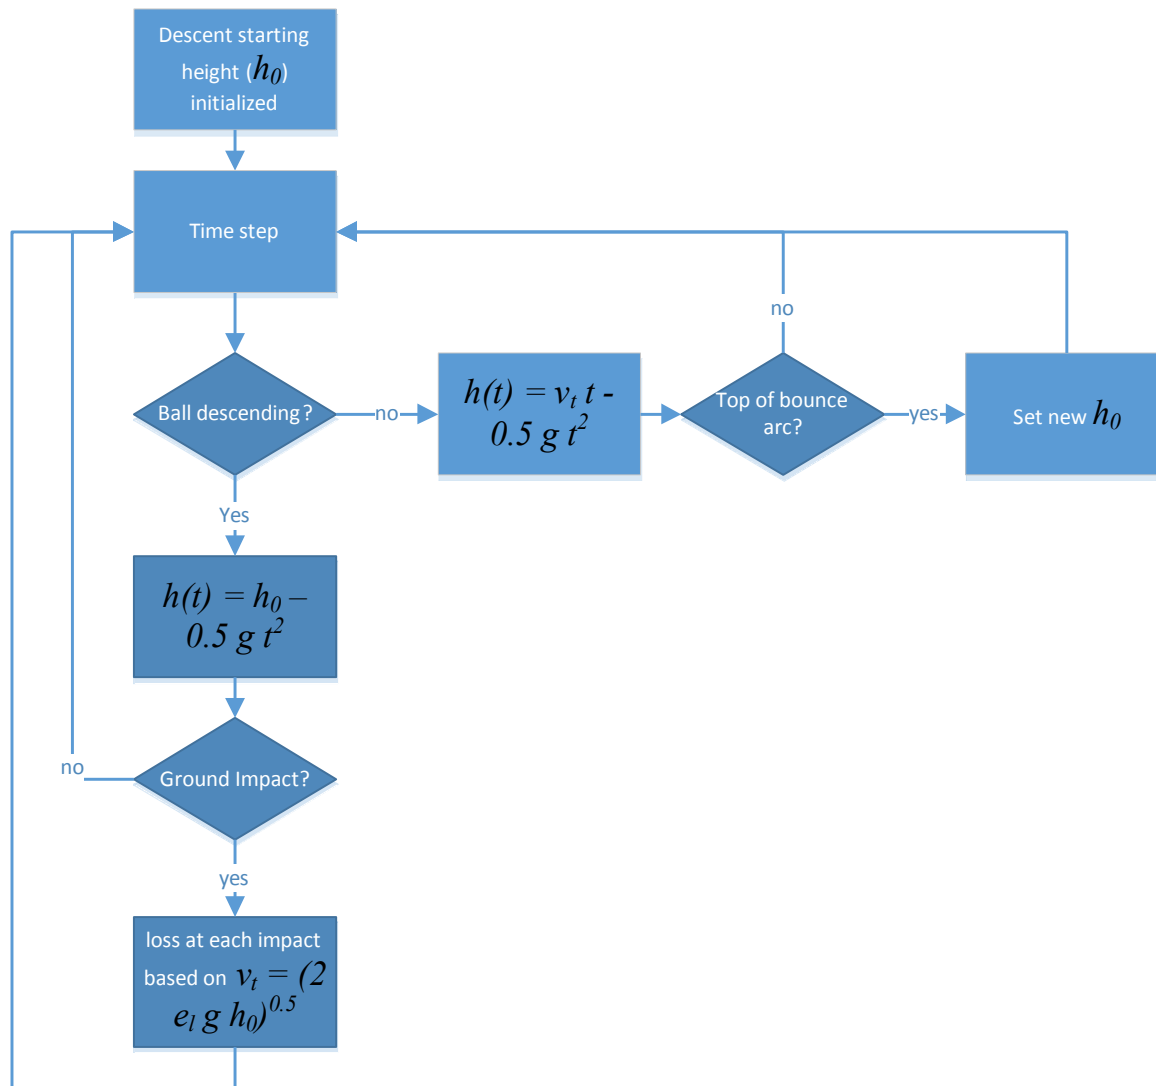 Descent starting
height (h₀)
initialized
Time step
no
Ball descending ?
no
h(t) = vₜ t -
0.5 g t²
Top of bounce
arc?
yes
Set new h₀
Yes
h(t) = h₀ –
0.5 g t²
no
Ground Impact?
yes
loss at each impact
based on vₜ = (2
eₗ g h₀)⁰·⁵